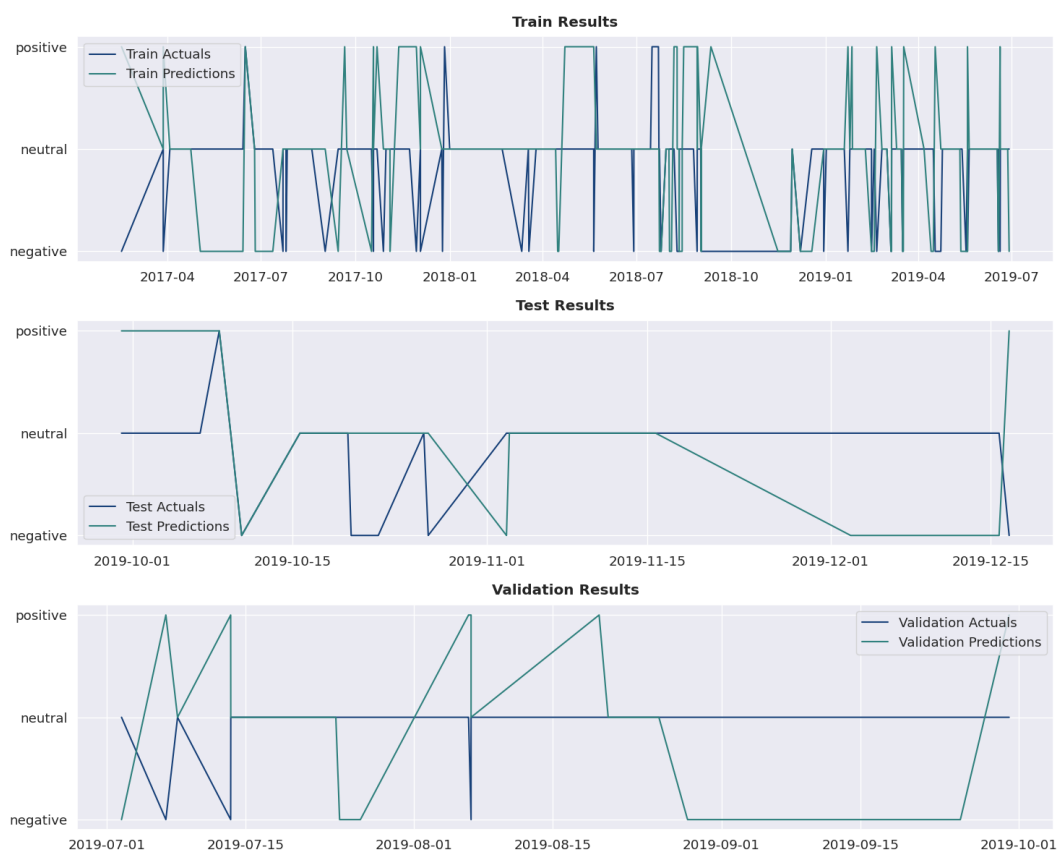 Train Results
positive
neutral
negative
Train Actuals
Train Predictions
2017-04 2017-07 2017-10 2018-01 2018-04 2018-07 2018-10 2019-01 2019-04 2019-07
Test Results
positive
neutral
negative
Test Actuals
Test Predictions
2019-10-01 2019-10-15 2019-11-01 2019-11-15 2019-12-01 2019-12-15
Validation Results
positive
neutral
negative
Validation Actuals
Validation Predictions
2019-07-01 2019-07-15 2019-08-01 2019-08-15 2019-09-01 2019-09-15 2019-10-01